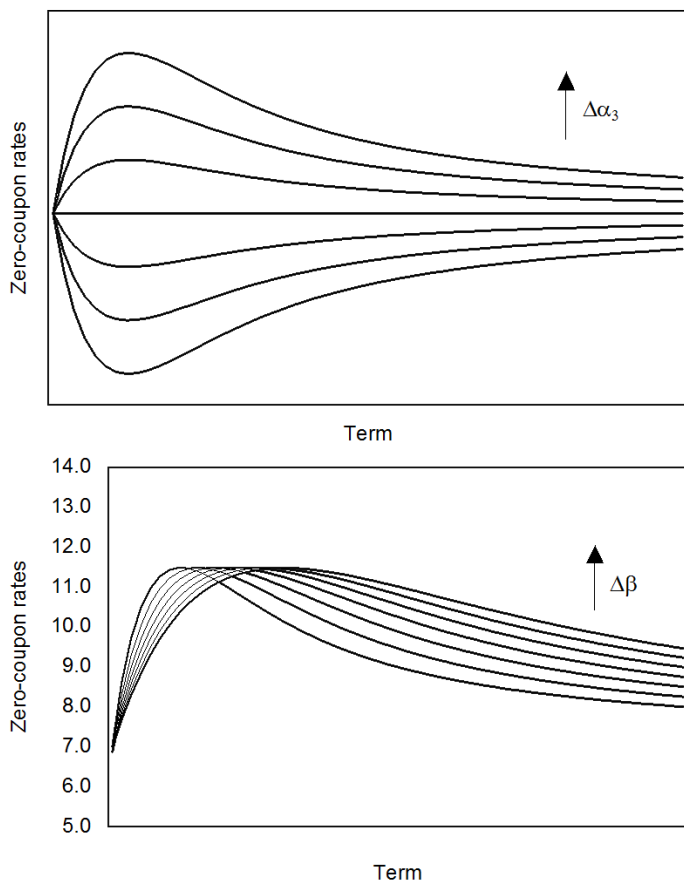 Zero-coupon rates
Δα3
Term
14.0
13.0
12.0
11.0
10.0
9.0
8.0
7.0
6.0
5.0
Zero-coupon rates
Δβ
Term